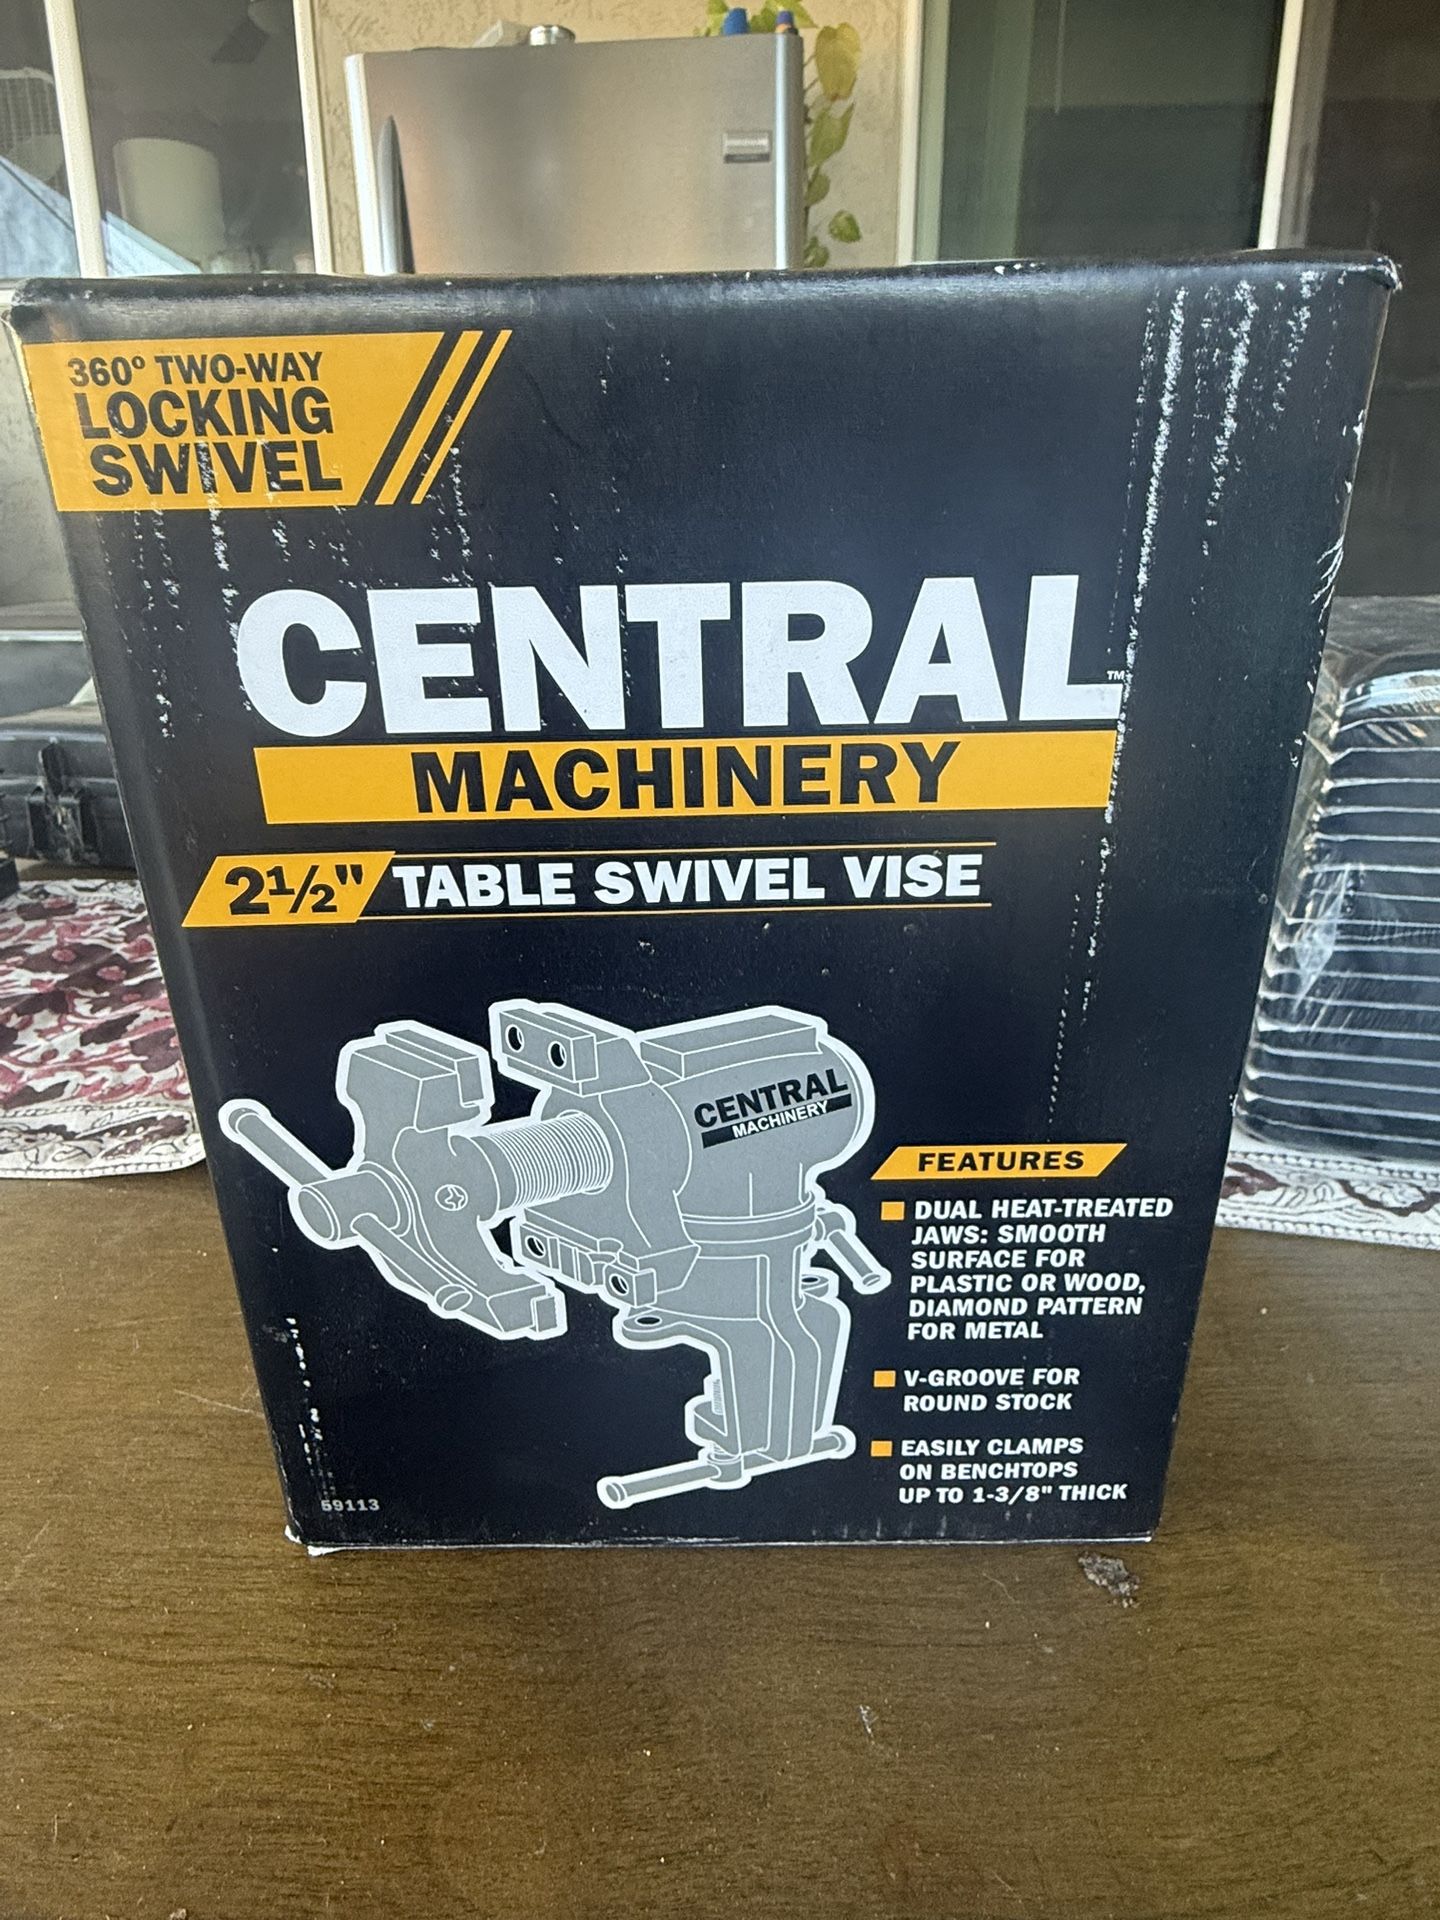 360° TWO-WAY
LOCKING
SWIVEL
CENTRAL™
MACHINERY
2½" TABLE SWIVEL VISE
CENTRAL
MACHINERY
FEATURES
DUAL HEAT-TREATED
JAWS: SMOOTH
SURFACE FOR
PLASTIC OR WOOD,
DIAMOND PATTERN
FOR METAL
V-GROOVE FOR
ROUND STOCK
EASILY CLAMPS
ON BENCHTOPS
UP TO 1-3/8" THICK
59113